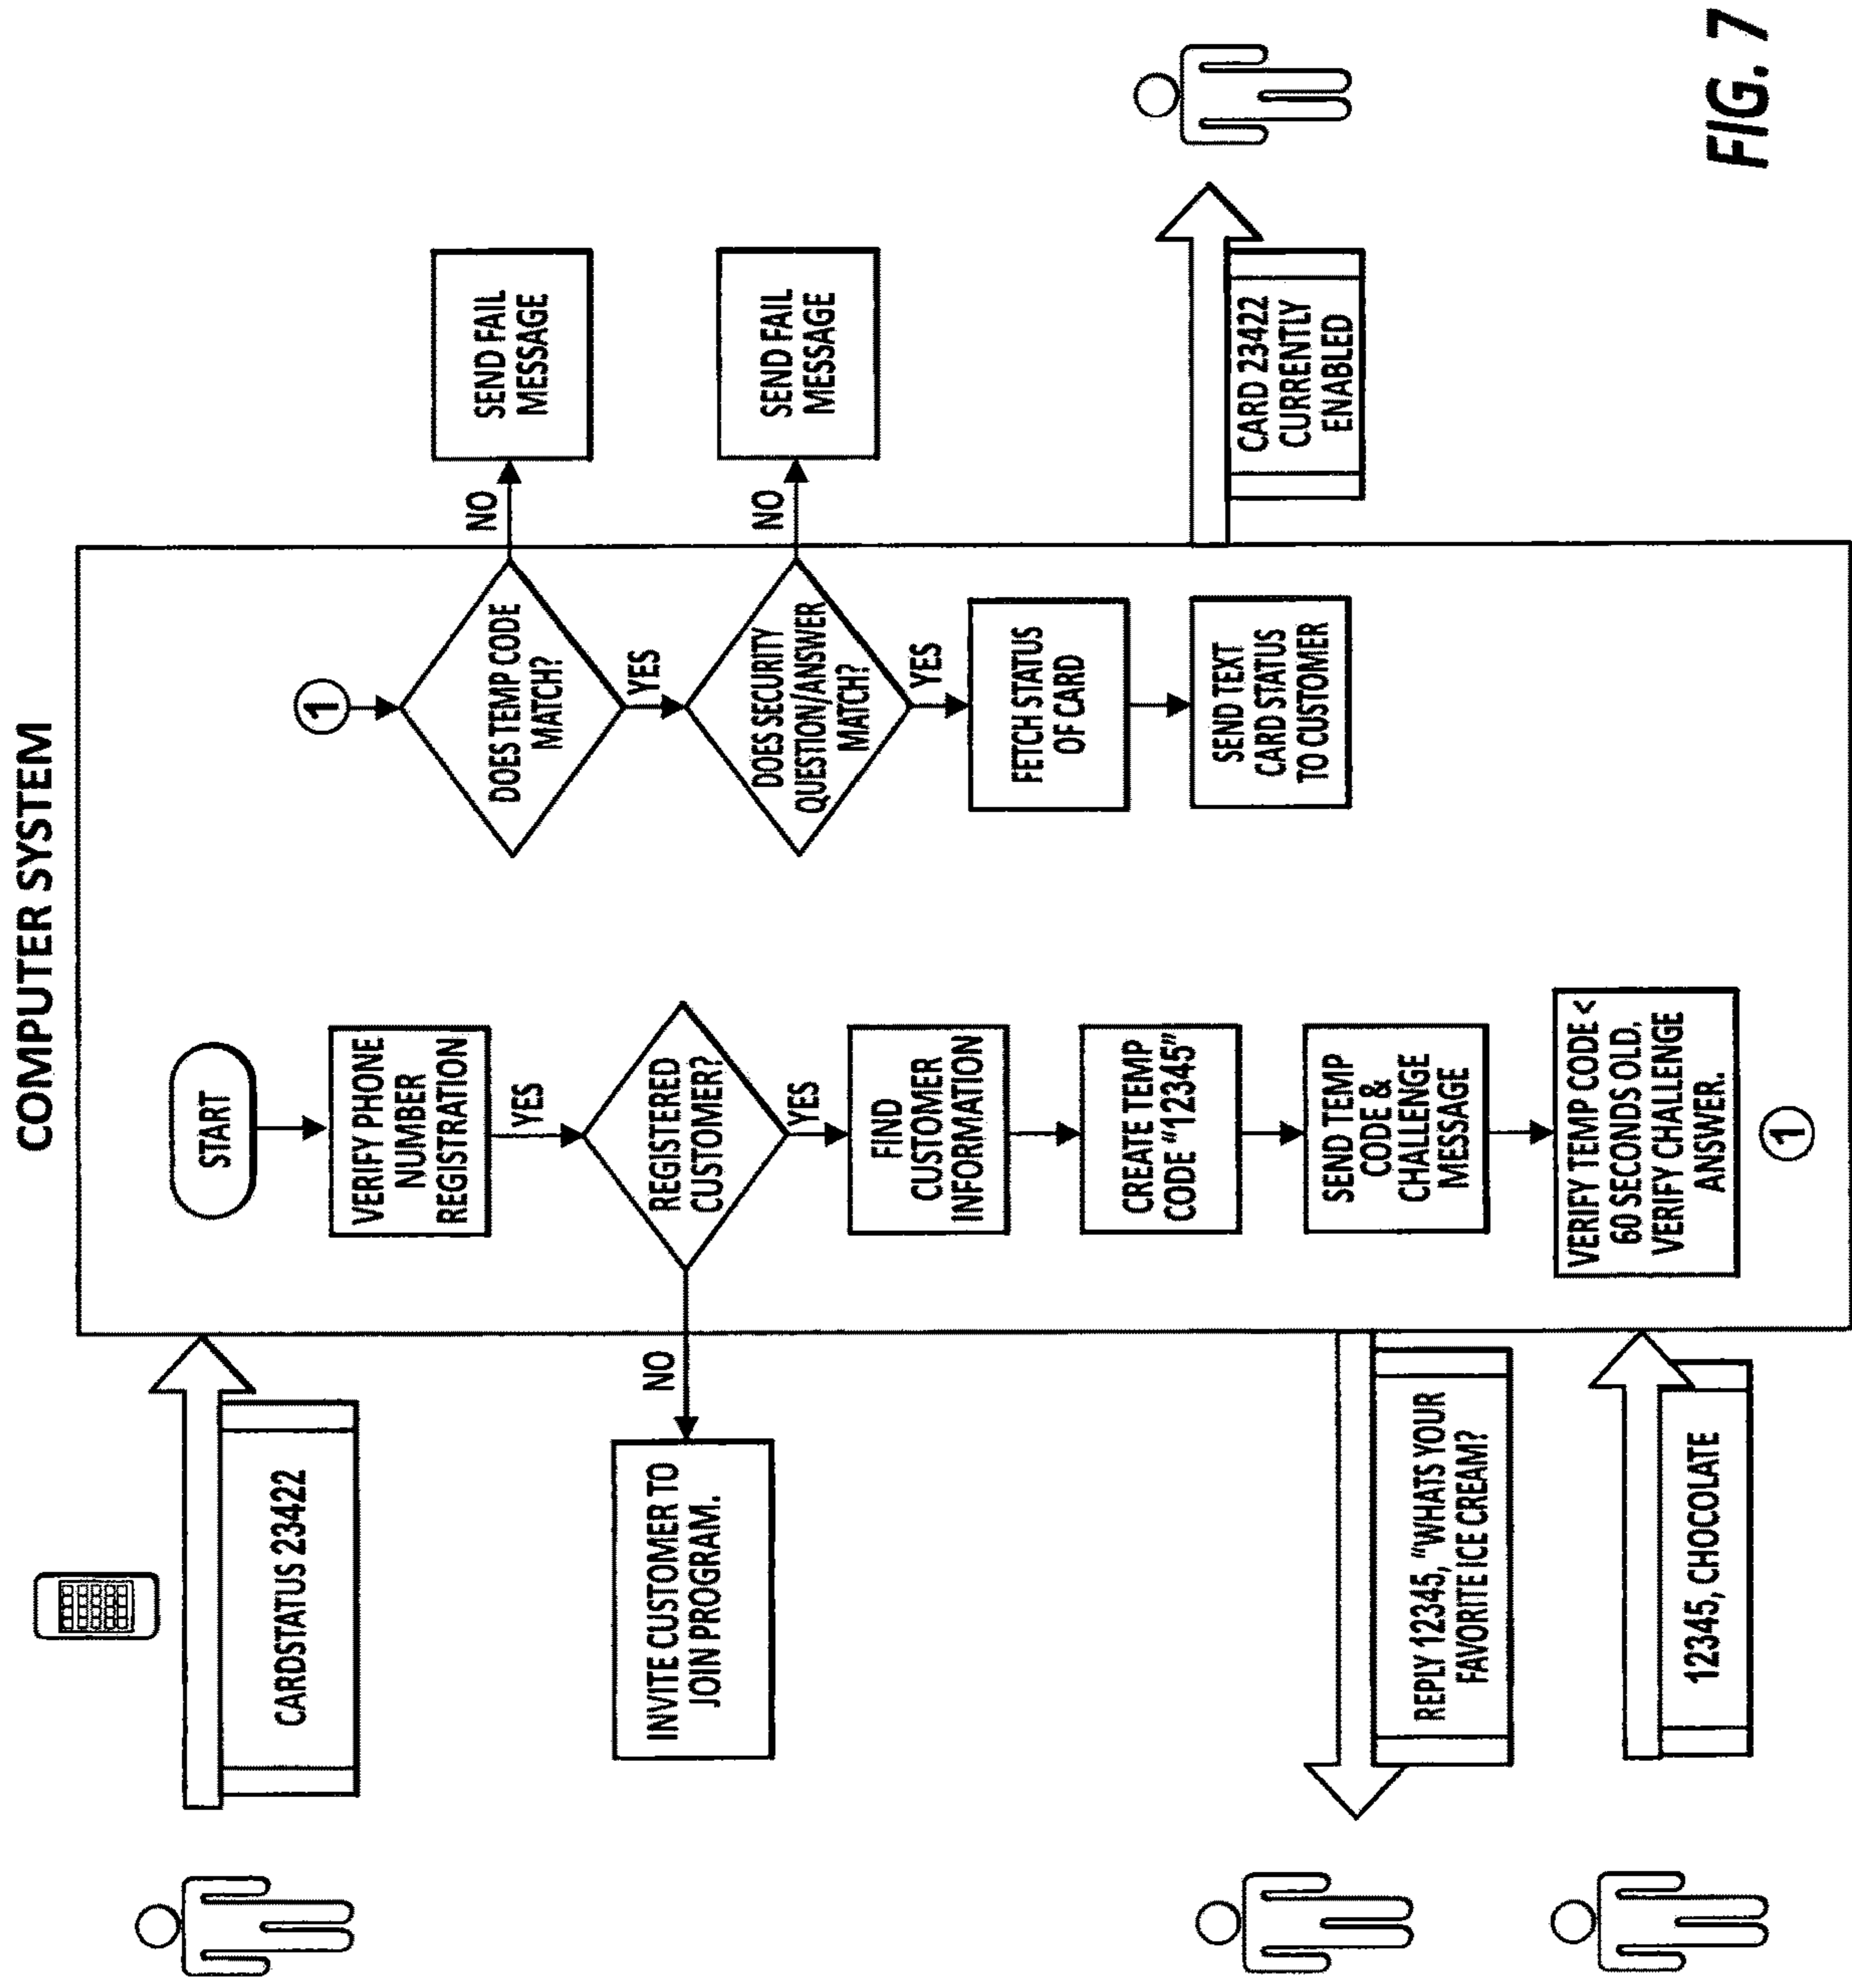 COMPUTER SYSTEM
CARDSTATUS 23422
START
VERIFY PHONE
NUMBER
REGISTRATION
YES
REGISTERED
CUSTOMER?
NO
INVITE CUSTOMER TO
JOIN PROGRAM.
YES
FIND
CUSTOMER
INFORMATION
CREATE TEMP
CODE "12345"
SEND TEMP
CODE &
CHALLENGE
MESSAGE
REPLY 12345, "WHATS YOUR
FAVORITE ICE CREAM?
12345, CHOCOLATE
VERIFY TEMP CODE <
60 SECONDS OLD.
VERIFY CHALLENGE
ANSWER.
1
1
DOES TEMP CODE
MATCH?
NO
SEND FAIL
MESSAGE
YES
DOES SECURITY
QUESTION/ANSWER
MATCH?
NO
SEND FAIL
MESSAGE
YES
FETCH STATUS
OF CARD
SEND TEXT
CARD STATUS
TO CUSTOMER
CARD 23422
CURRENTLY
ENABLED
FIG. 7